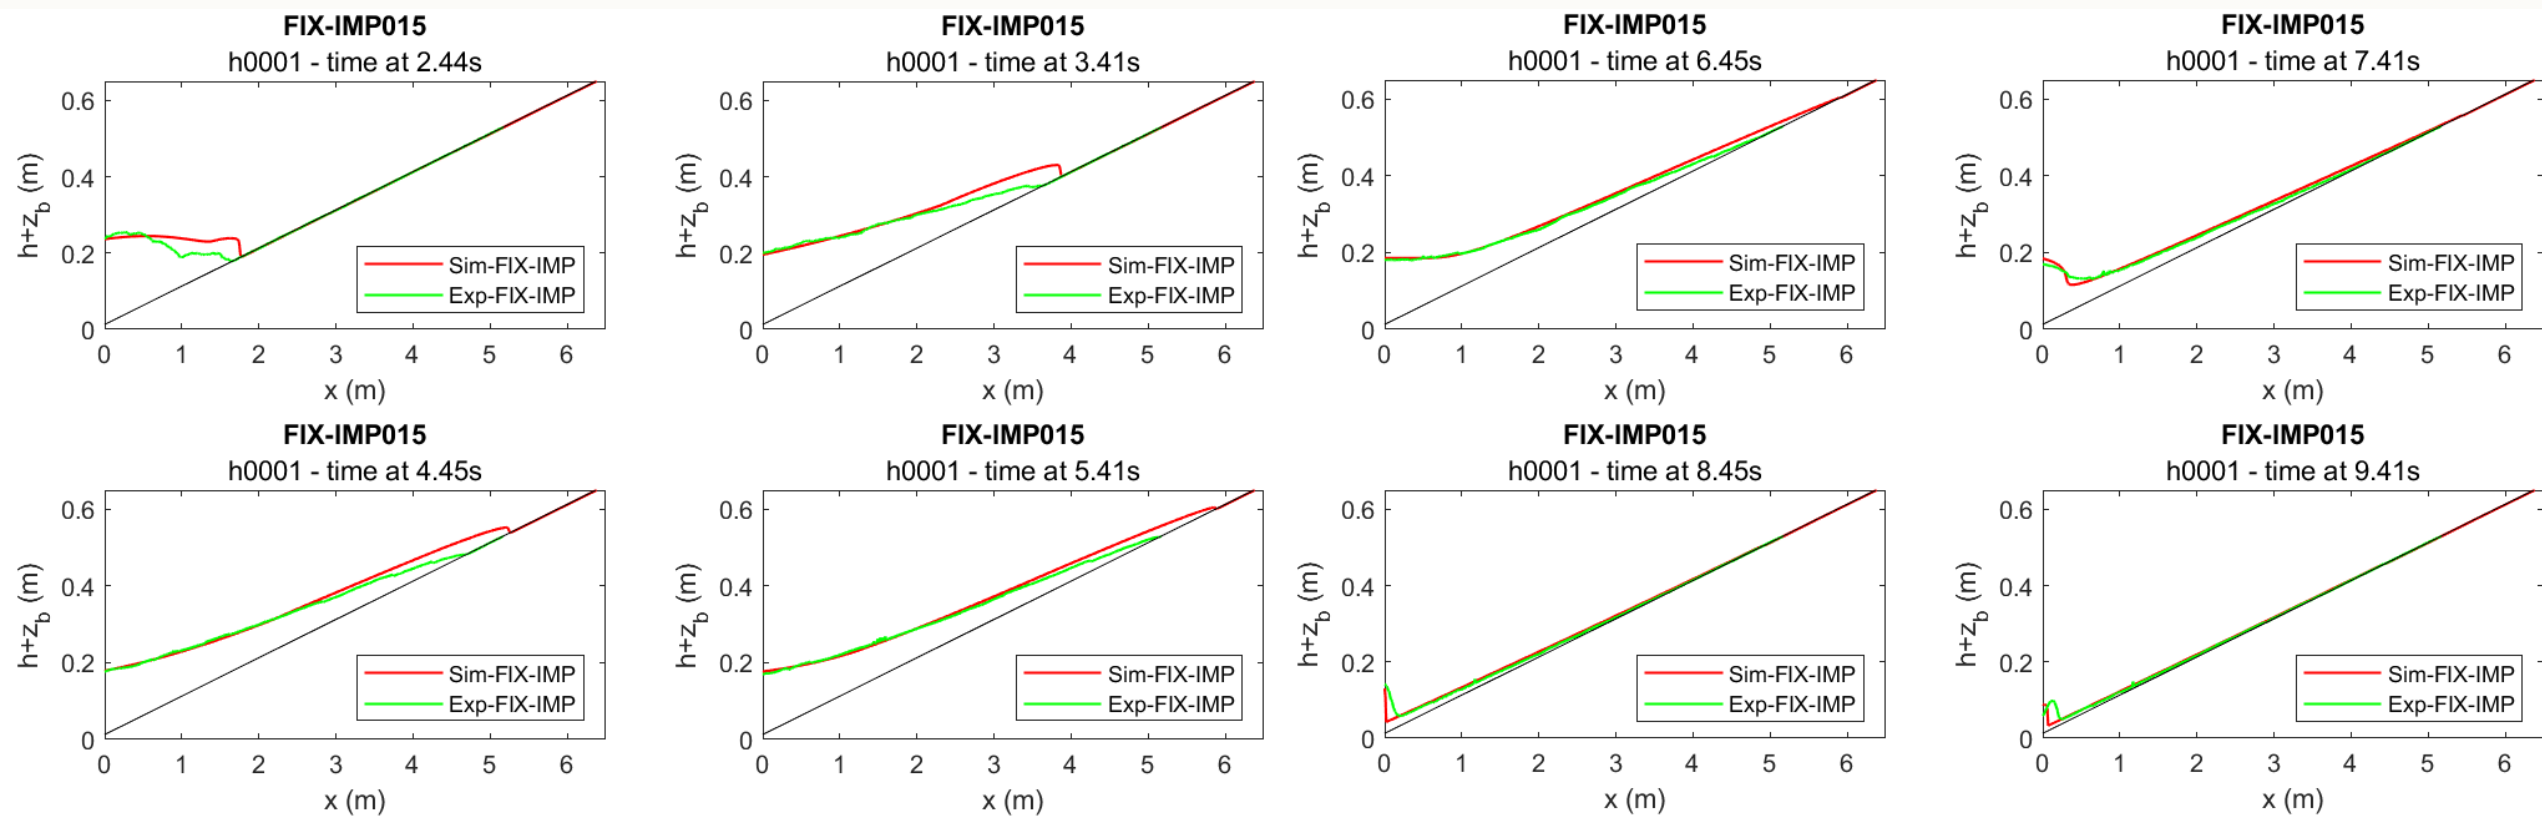 FIX-IMP015
h0001 - time at 2.44s
h+z_b (m)
0.6
0.4
0.2
0
Sim-FIX-IMP
Exp-FIX-IMP
0 1 2 3 4 5 6
x (m)
FIX-IMP015
h0001 - time at 3.41s
h+z_b (m)
0.6
0.4
0.2
0
Sim-FIX-IMP
Exp-FIX-IMP
0 1 2 3 4 5 6
x (m)
FIX-IMP015
h0001 - time at 6.45s
h+z_b (m)
0.6
0.4
0.2
0
Sim-FIX-IMP
Exp-FIX-IMP
0 1 2 3 4 5 6
x (m)
FIX-IMP015
h0001 - time at 7.41s
h+z_b (m)
0.6
0.4
0.2
0
Sim-FIX-IMP
Exp-FIX-IMP
0 1 2 3 4 5 6
x (m)
FIX-IMP015
h0001 - time at 4.45s
h+z_b (m)
0.6
0.4
0.2
0
Sim-FIX-IMP
Exp-FIX-IMP
0 1 2 3 4 5 6
x (m)
FIX-IMP015
h0001 - time at 5.41s
h+z_b (m)
0.6
0.4
0.2
0
Sim-FIX-IMP
Exp-FIX-IMP
0 1 2 3 4 5 6
x (m)
FIX-IMP015
h0001 - time at 8.45s
h+z_b (m)
0.6
0.4
0.2
0
Sim-FIX-IMP
Exp-FIX-IMP
0 1 2 3 4 5 6
x (m)
FIX-IMP015
h0001 - time at 9.41s
h+z_b (m)
0.6
0.4
0.2
0
Sim-FIX-IMP
Exp-FIX-IMP
0 1 2 3 4 5 6
x (m)